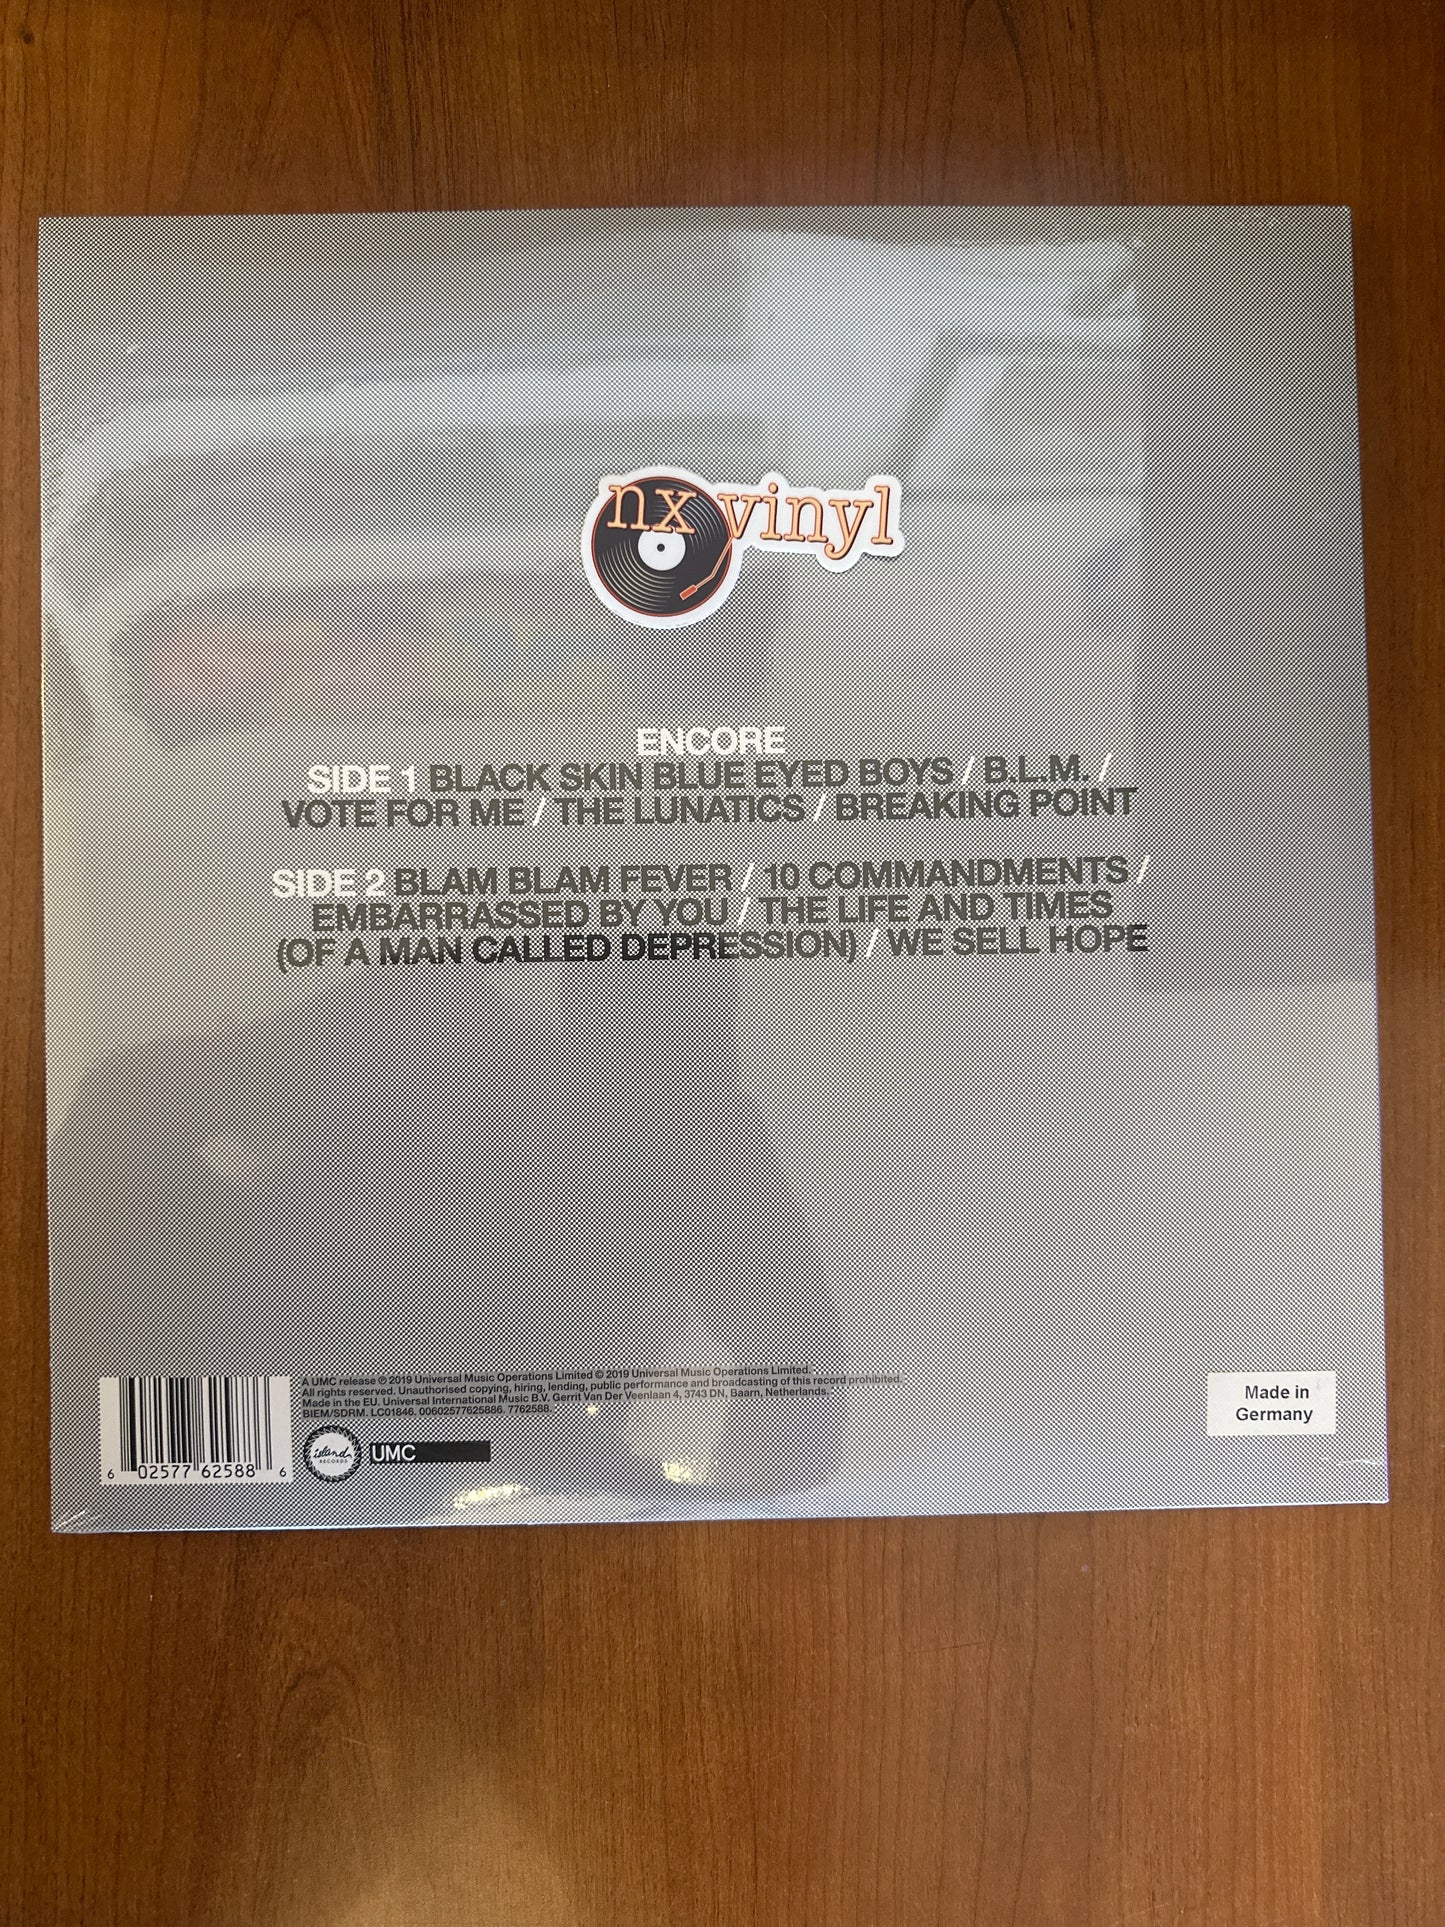 nx vinyl
ENCORE
SIDE 1 BLACK SKIN BLUE EYED BOYS / B.L.M. /
VOTE FOR ME / THE LUNATICS / BREAKING POINT
SIDE 2 BLAM BLAM FEVER / 10 COMMANDMENTS /
EMBARRASSED BY YOU / THE LIFE AND TIMES
(OF A MAN CALLED DEPRESSION) / WE SELL HOPE
A UMC release ℗ 2019 Universal Music Operations Limited © 2019 Universal Music Operations Limited.
All rights reserved. Unauthorised copying, hiring, lending, public performance and broadcasting of this record prohibited.
Made in the EU. Universal International Music B.V. Gerrit Van Der Veenlaan 4, 3743 DN, Baarn, Netherlands.
BIEM/SDRM. LC01846. 00602577625886. 7762588.
island
RECORDS
UMC
6 02577 62588 6
Made in
Germany